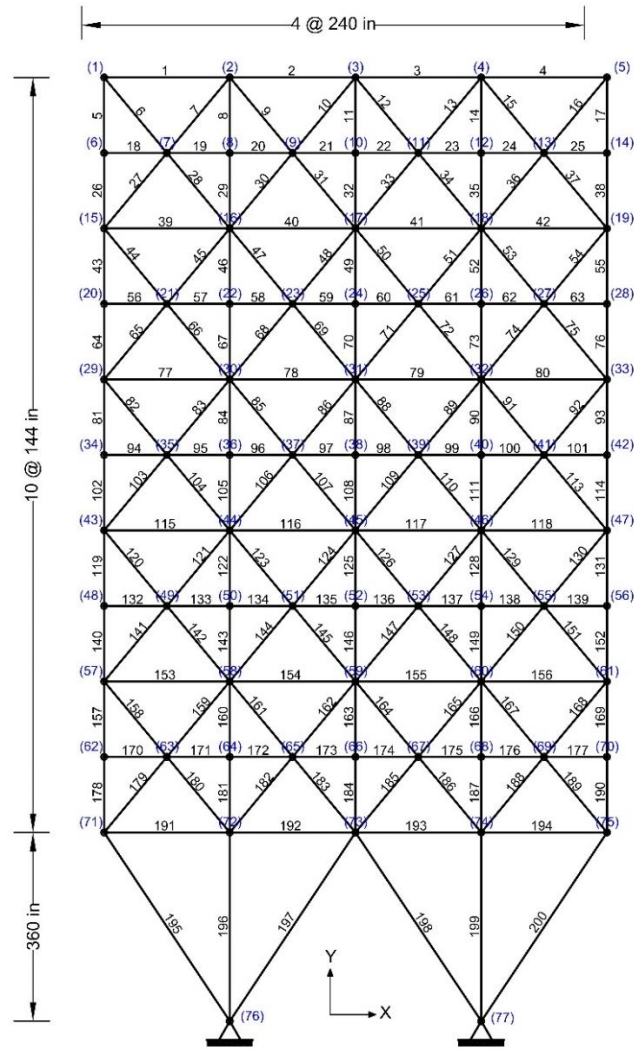 4 @ 240 in
(1) 1 (2) 2 (3) 3 (4) 4 (5)
5 6 7 8 9 10 11 12 13 14 15 16 17
(6) 18 (7) 19 (8) 20 (9) 21 (10) 22 (11) 23 (12) 24 (13) 25 (14)
26 27 28 29 30 31 32 33 34 35 36 37 38
(15) 39 (16) 40 (17) 41 (18) 42 (19)
43 44 45 46 47 48 49 50 51 52 53 54 55
(20) 56 (21) 57 (22) 58 (23) 59 (24) 60 (25) 61 (26) 62 (27) 63 (28)
64 65 66 67 68 69 70 71 72 73 74 75 76
(29) 77 (30) 78 (31) 79 (32) 80 (33)
81 82 83 84 85 86 87 88 89 90 91 92 93
(34) 94 (35) 95 (36) 96 (37) 97 (38) 98 (39) 99 (40) 100 (41) 101 (42)
10 @ 144 in
102 103 104 105 106 107 108 109 110 111 113 114
(43) 115 (44) 116 (45) 117 (46) 118 (47)
119 120 121 122 123 124 125 126 127 128 129 130 131
(48) 132 (49) 133 (50) 134 (51) 135 (52) 136 (53) 137 (54) 138 (55) 139 (56)
140 141 142 143 144 145 146 147 148 149 150 151 152
(57) 153 (58) 154 (59) 155 (60) 156 (61)
157 158 159 160 161 162 163 164 165 166 167 168 169
(62) 170 (63) 171 (64) 172 (65) 173 (66) 174 (67) 175 (68) 176 (69) 177 (70)
178 179 180 181 182 183 184 185 186 187 188 189 190
(71) 191 (72) 192 (73) 193 (74) 194 (75)
360 in
195 196 197 198 199 200
Y
X
(76) (77)